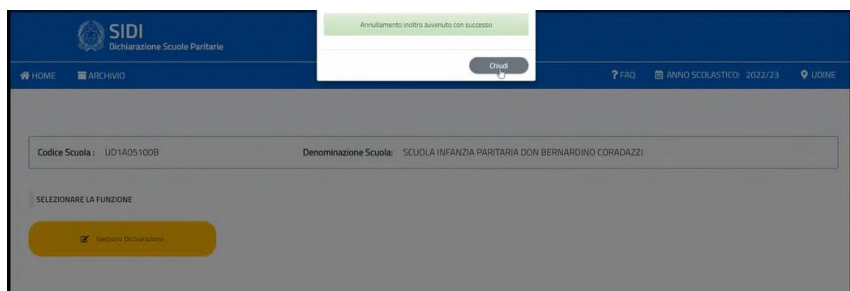 Annullamento inoltro avvenuto con successo
Chiudi
SIDI
Dichiarazione Scuole Paritarie
HOME ARCHIVIO ? FAQ ANNO SCOLASTICO: 2022/23 UDINE
Codice Scuola : UD1A05100B Denominazione Scuola: SCUOLA INFANZIA PARITARIA DON BERNARDINO CORADAZZI
SELEZIONARE LA FUNZIONE
Gestione Dichiarazione